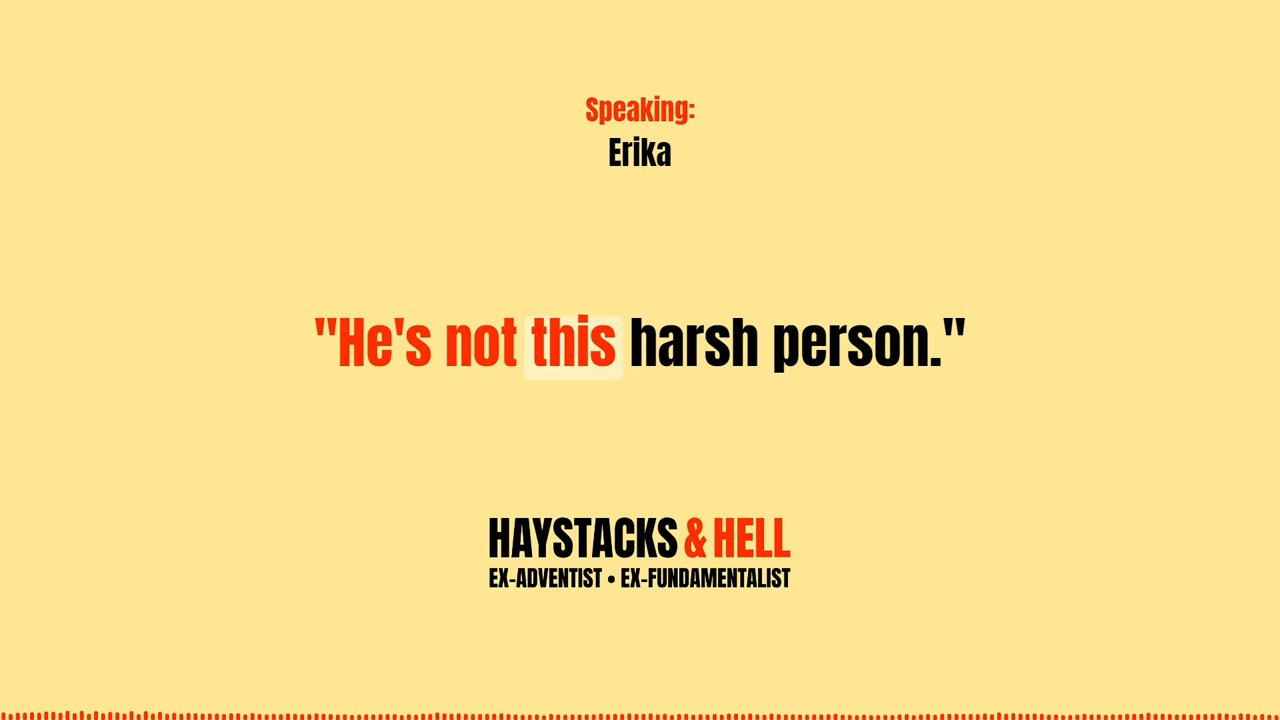 Speaking:
Erika
"He's not this harsh person."
HAYSTACKS & HELL
EX-ADVENTIST • EX-FUNDAMENTALIST